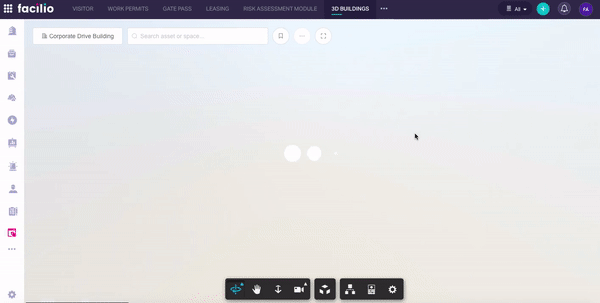 facilio VISITOR WORK PERMITS GATE PASS LEASING RISK ASSESSMENT MODULE 3D BUILDINGS All FA
Corporate Drive Building Search asset or space...